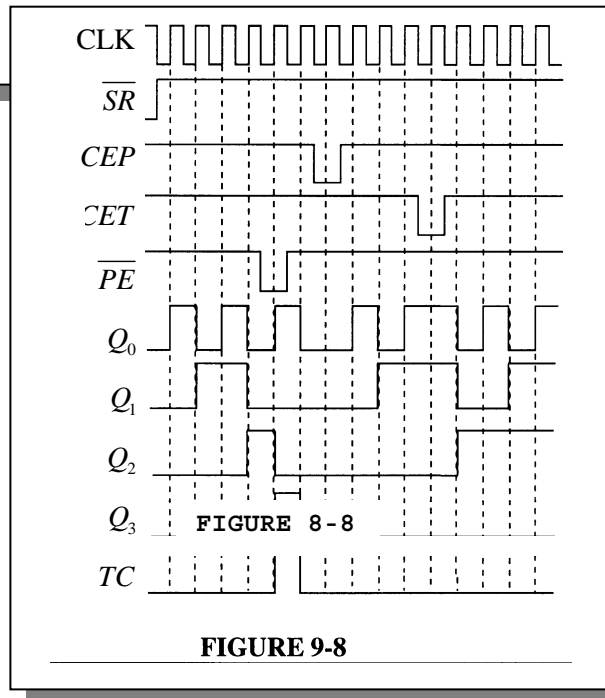 CLK
SR
CEP
CET
PE
Q0
Q1
Q2
Q3
FIGURE 8-8
TC
FIGURE 9-8